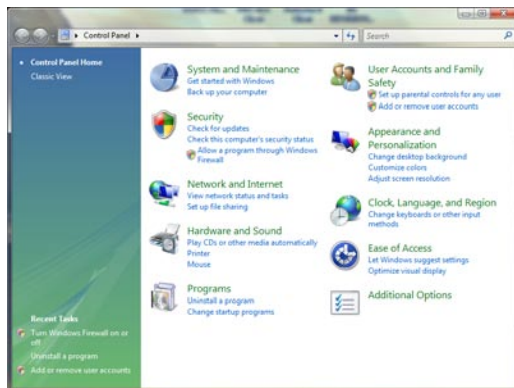 Control Panel
Search
Control Panel Home
Classic View
System and Maintenance
Get started with Windows
Back up your computer
Security
Check for updates
Check this computer's security status
Allow a program through Windows
Firewall
Network and Internet
View network status and tasks
Set up file sharing
Hardware and Sound
Play CDs or other media automatically
Printer
Mouse
Programs
Uninstall a program
Change startup programs
User Accounts and Family
Safety
Set up parental controls for any user
Add or remove user accounts
Appearance and
Personalization
Change desktop background
Customize colors
Adjust screen resolution
Clock, Language, and Region
Change keyboards or other input
methods
Ease of Access
Let Windows suggest settings
Optimize visual display
Additional Options
Recent Tasks
Turn Windows Firewall on or
off
Uninstall a program
Add or remove user accounts